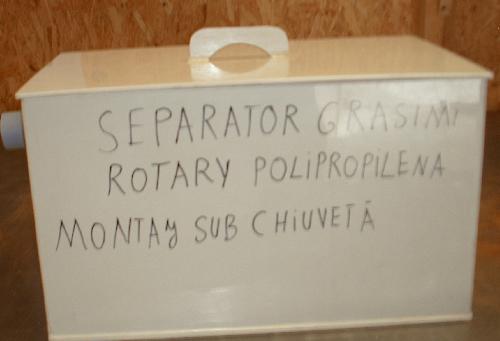 SEPARATOR GRASIMI
ROTARY POLIPROPILENA
MONTAJ SUB CHIUVETĂ